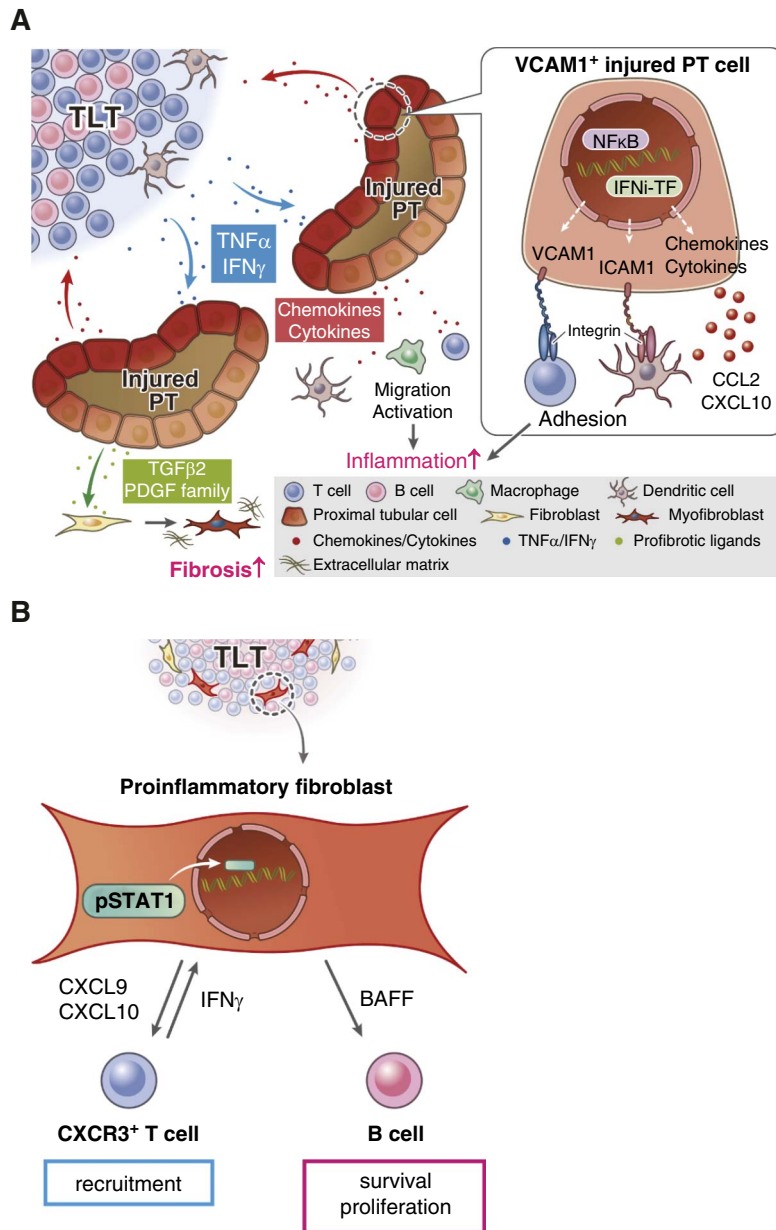 A
TLT
Injured
PT
TNFα
IFNγ
Chemokines
Cytokines
Injured
PT
TGFβ2
PDGF family
Fibrosis↑
Migration
Activation
Inflammation↑
VCAM1⁺ injured PT cell
NFκB
IFNi-TF
VCAM1
ICAM1
Chemokines
Cytokines
Integrin
CCL2
CXCL10
Adhesion
T cell B cell Macrophage Dendritic cell
Proximal tubular cell Fibroblast Myofibroblast
Chemokines/Cytokines TNFα/IFNγ Profibrotic ligands
Extracellular matrix
B
TLT
Proinflammatory fibroblast
pSTAT1
CXCL9
CXCL10
IFNγ
BAFF
CXCR3⁺ T cell
B cell
recruitment
survival
proliferation